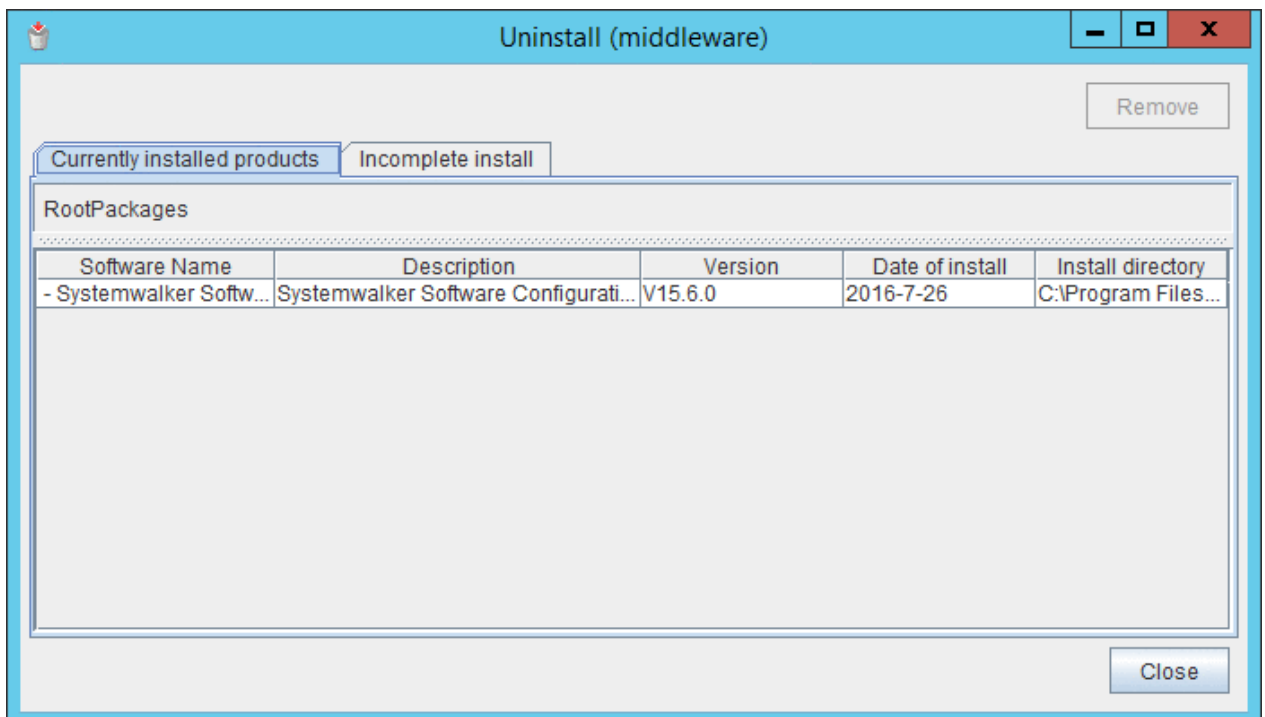 Uninstall (middleware)
Remove
Currently installed products Incomplete install
RootPackages
Software Name Description Version Date of install Install directory
- Systemwalker Softw... Systemwalker Software Configurati... V15.6.0 2016-7-26 C:\Program Files...
Close